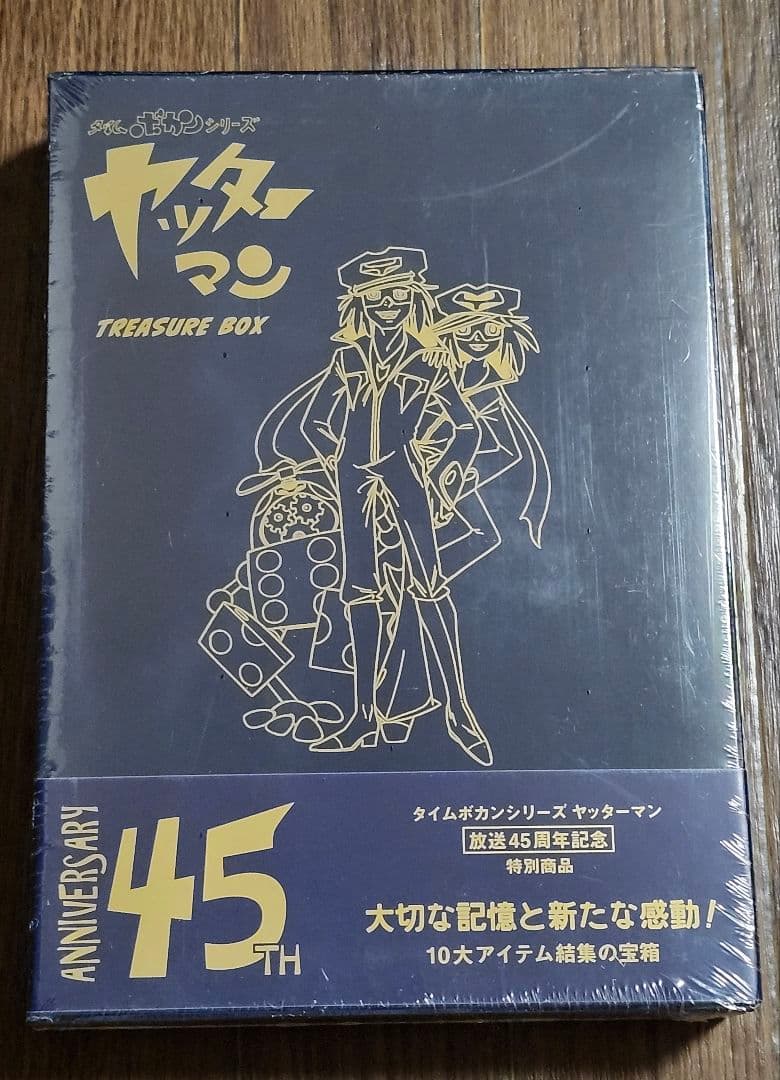 タイムボカンシリーズ
ヤッター
マン
TREASURE BOX
ANNIVERSARY
45TH
タイムボカンシリーズ ヤッターマン
放送45周年記念
特別商品
大切な記憶と新たな感動!
10大アイテム結集の宝箱